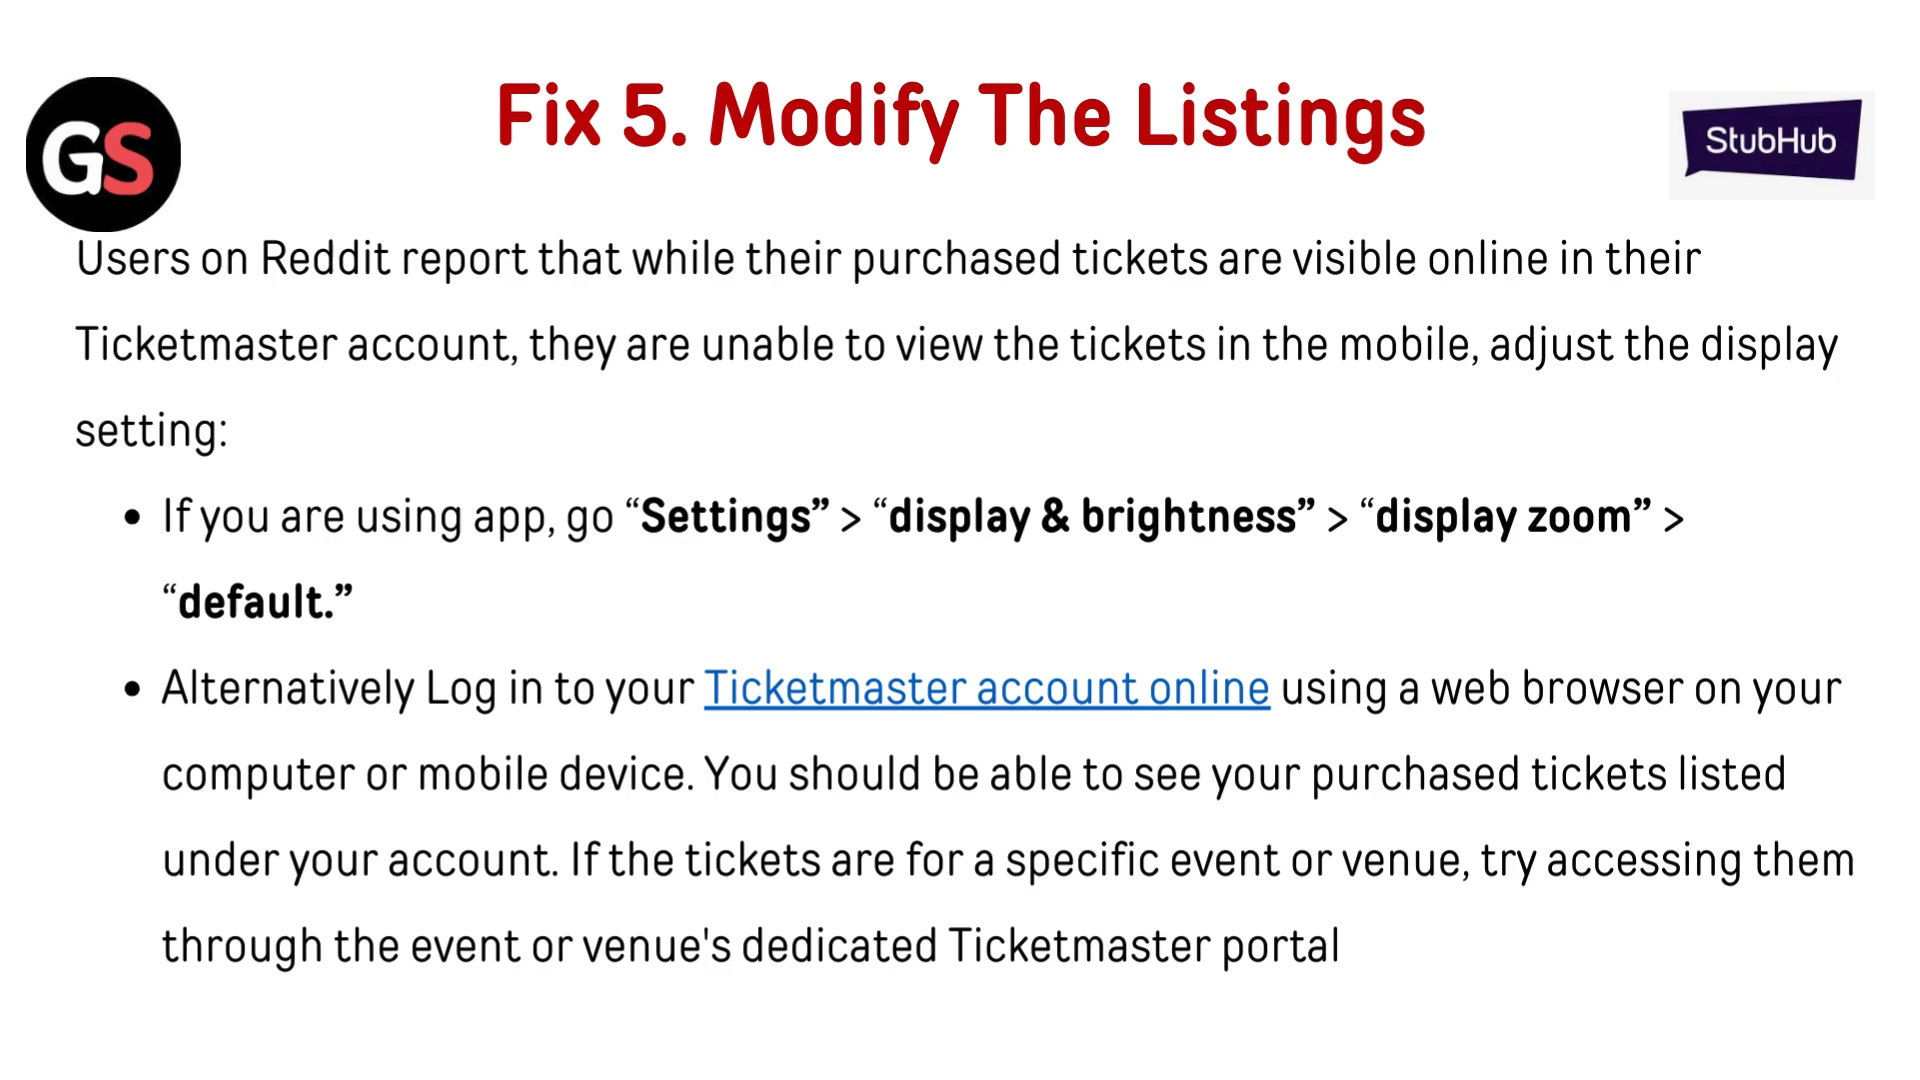 Fix 5. Modify The Listings
GS
StubHub
Users on Reddit report that while their purchased tickets are visible online in their
Ticketmaster account, they are unable to view the tickets in the mobile, adjust the display
setting:
• If you are using app, go “Settings” > “display & brightness” > “display zoom” >
“default.”
• Alternatively Log in to your Ticketmaster account online using a web browser on your
computer or mobile device. You should be able to see your purchased tickets listed
under your account. If the tickets are for a specific event or venue, try accessing them
through the event or venue's dedicated Ticketmaster portal